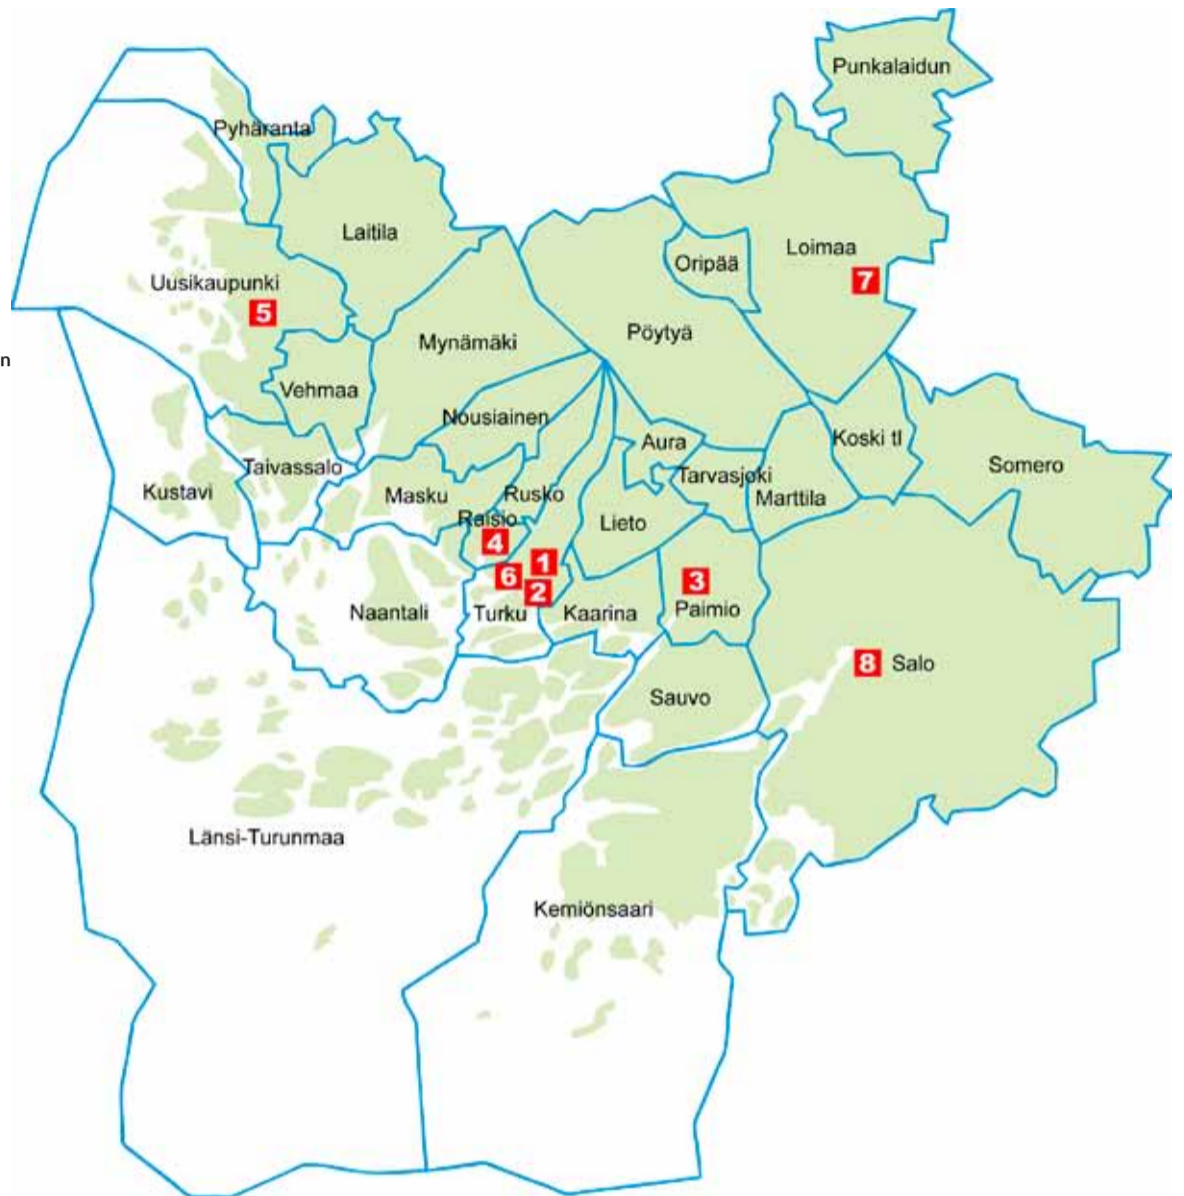 Punkalaidun
Pyhäranta
Laitila
Loimaa
Oripää
7
Uusikaupunki
5
Pöytyä
Mynämäki
n
Vehmaa
Nousiainen
Aura
Koski tl
Taivassalo
Somero
Tarvasjoki
Kustavi
Masku
Rusko
Marttila
Raisio
Lieto
4
1
6
3
2
Naantali
Turku
Kaarina
Paimio
8 Salo
Sauvo
Länsi-Turunmaa
Kemiönsaari